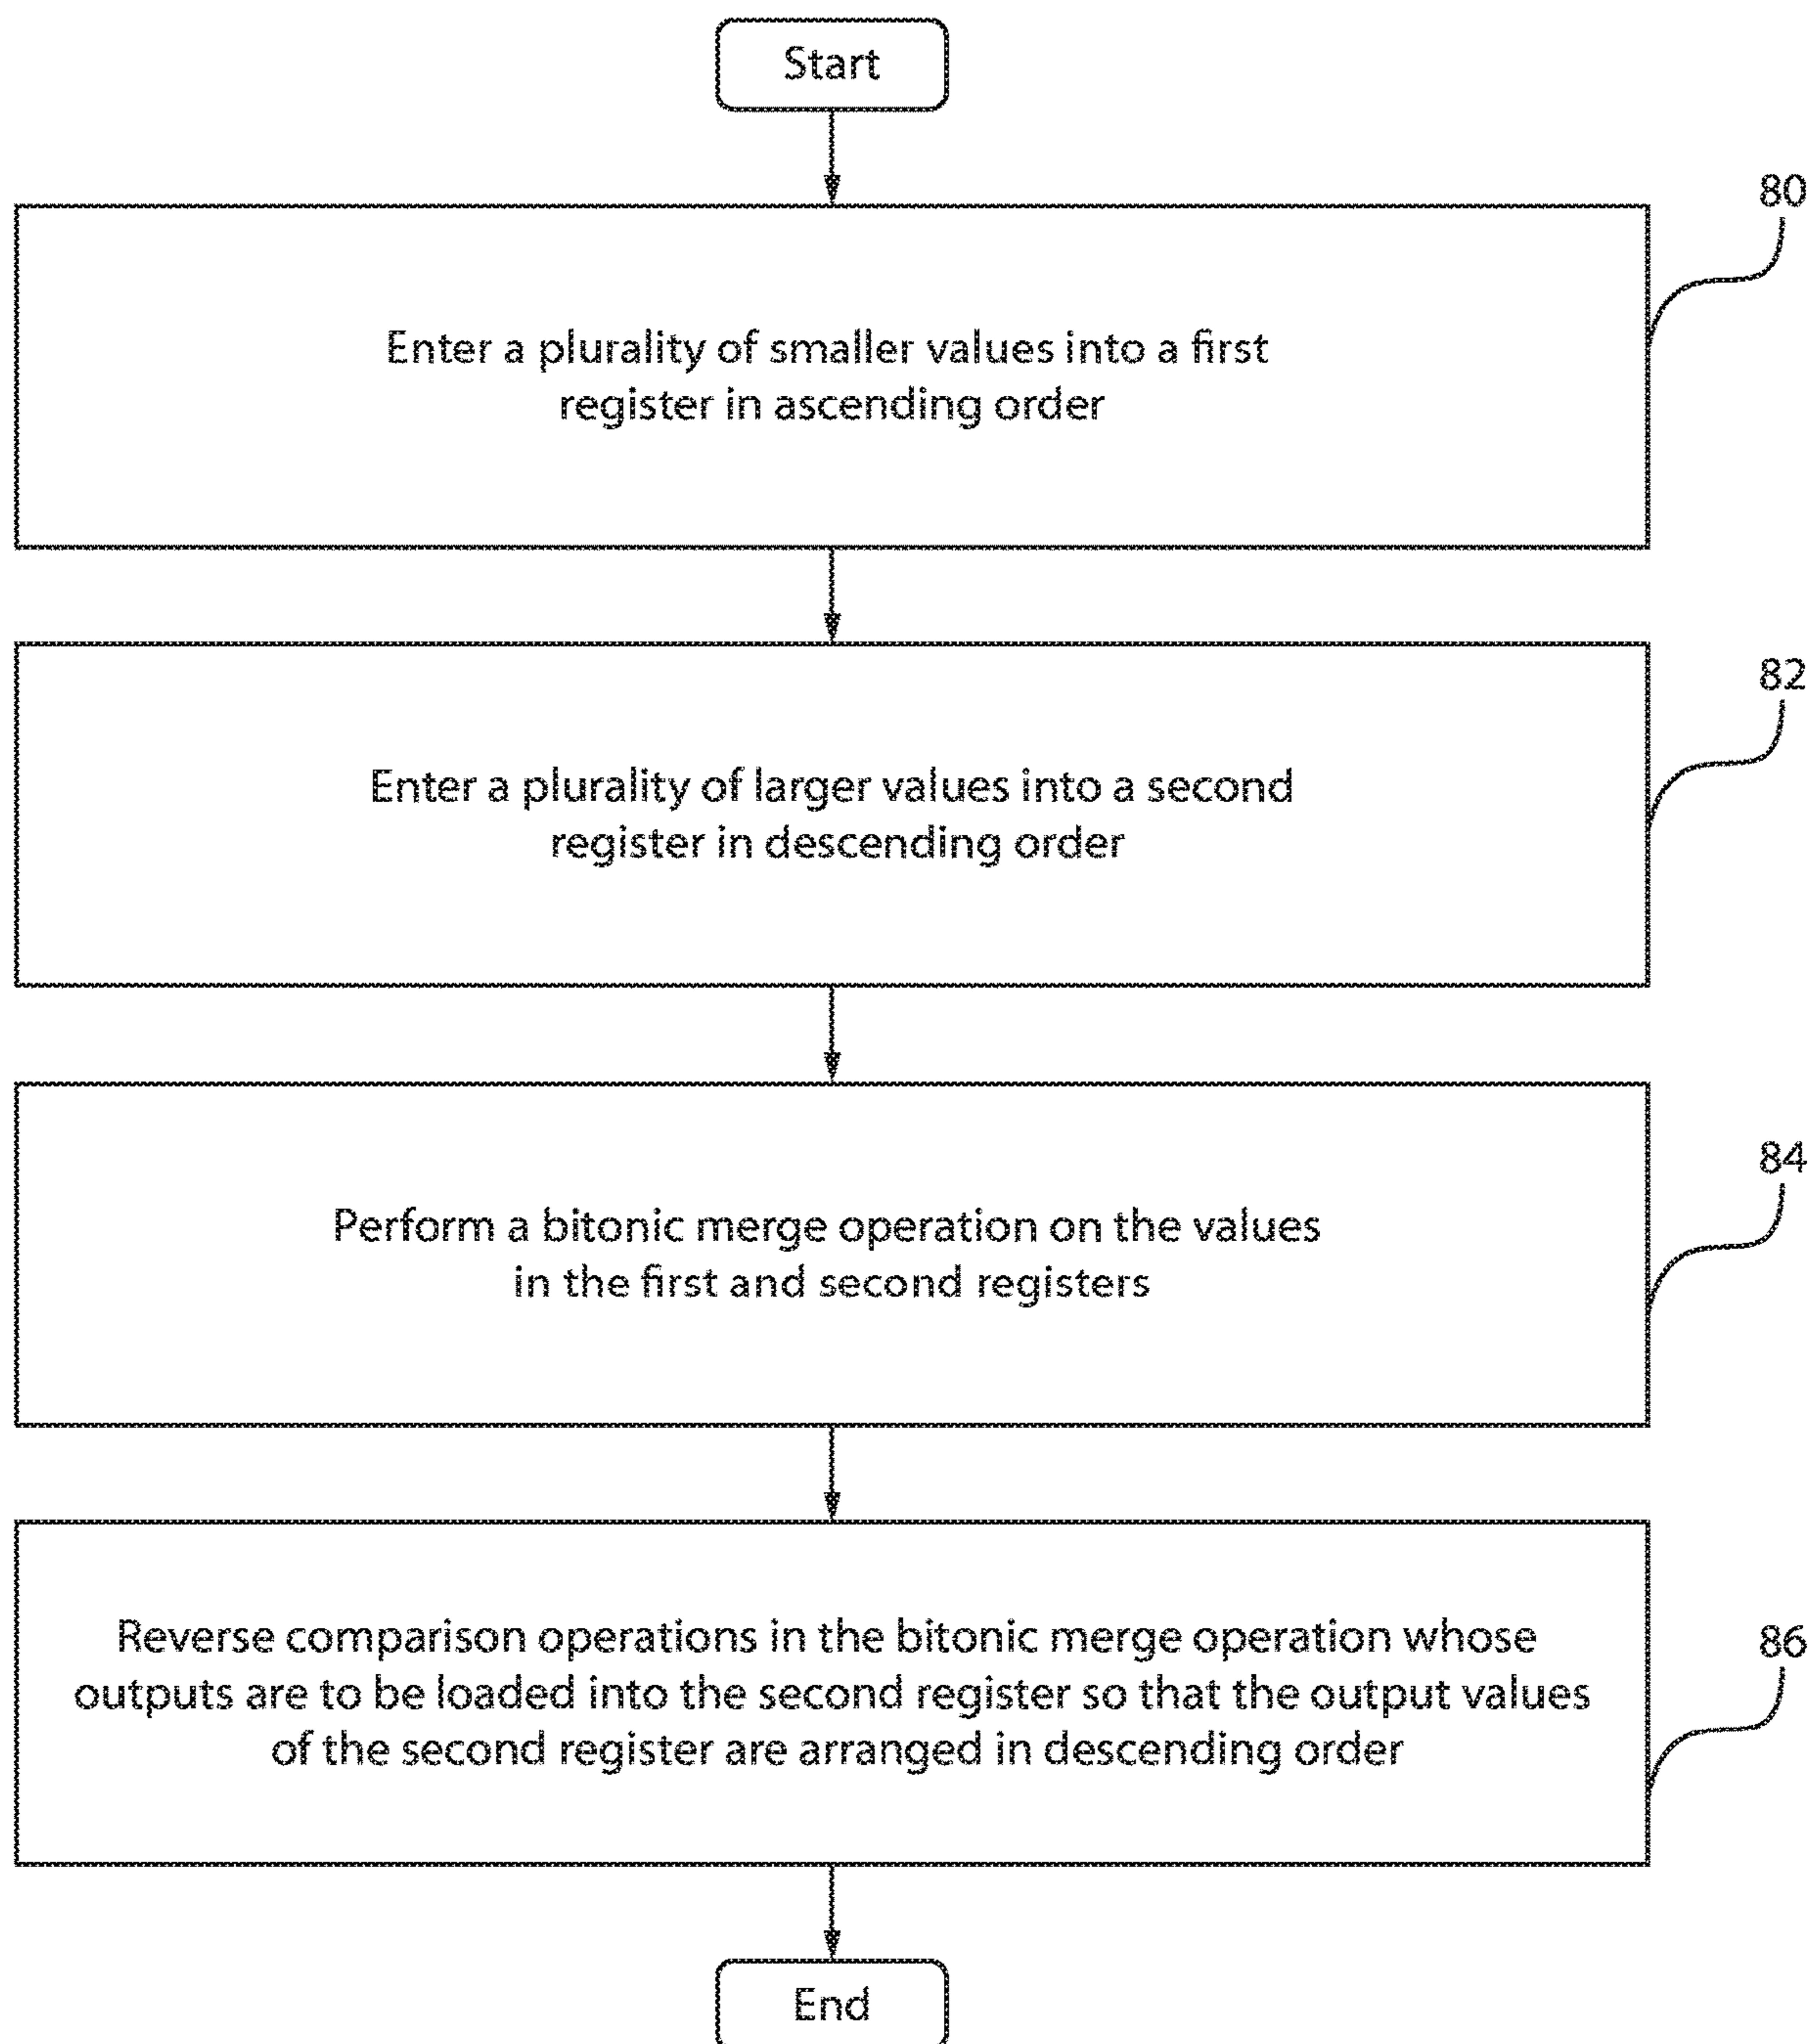 Start
80
Enter a plurality of smaller values into a first
register in ascending order
82
Enter a plurality of larger values into a second
register in descending order
84
Perform a bitonic merge operation on the values
in the first and second registers
86
Reverse comparison operations in the bitonic merge operation whose
outputs are to be loaded into the second register so that the output values
of the second register are arranged in descending order
End